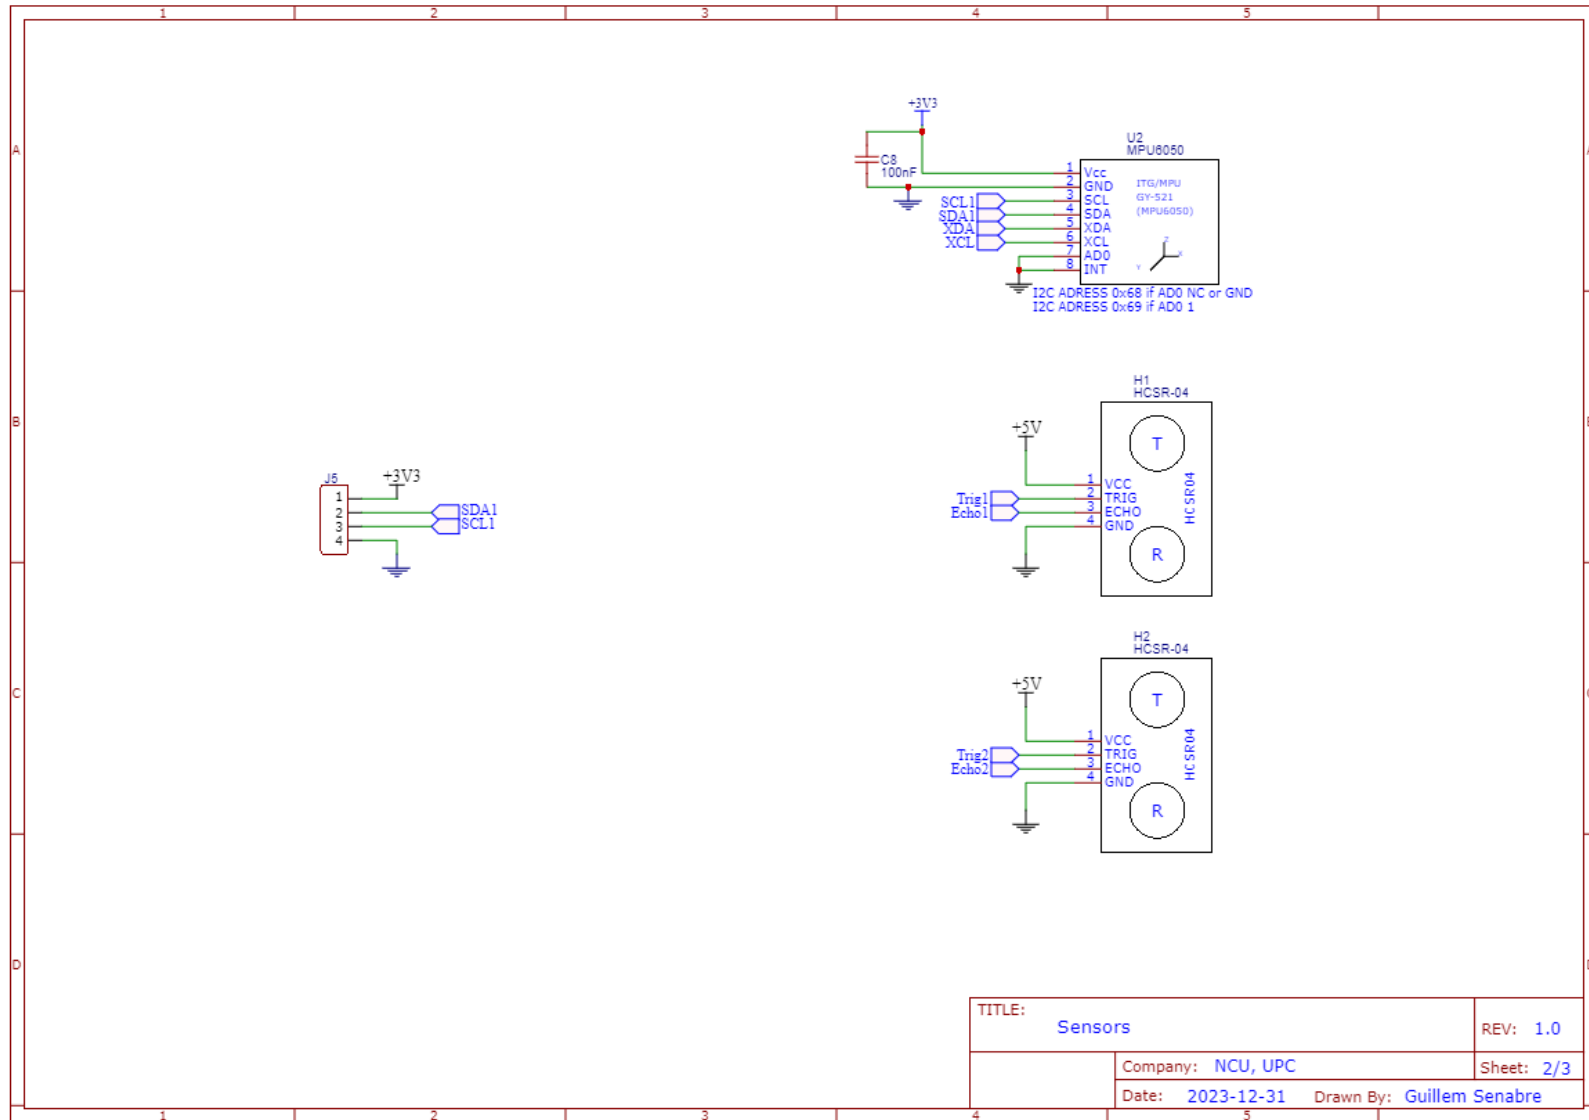 1 2 3 4 5
A
+3V3
C8
100nF
U2
MPU6050
1 Vcc
2 GND
3 SCL
4 SDA
5 XDA
6 XCL
7 AD0
8 INT
ITG/MPU
GY-521
(MPU6050)
Z
X
Y
SCL1
SDA1
XDA
XCL
I2C ADRESS 0x68 if AD0 NC or GND
I2C ADRESS 0x69 if AD0 1
B
H1
HCSR-04
+5V
T
1 VCC
2 TRIG
3 ECHO
4 GND
HCSR04
R
Trig1
Echo1
J5
+3V3
1
2
3
4
SDA1
SCL1
C
H2
HCSR-04
+5V
T
1 VCC
2 TRIG
3 ECHO
4 GND
HCSR04
R
Trig2
Echo2
D
TITLE:
Sensors
REV: 1.0
Company: NCU, UPC
Sheet: 2/3
Date: 2023-12-31 Drawn By: Guillem Senabre
1 2 3 4 5